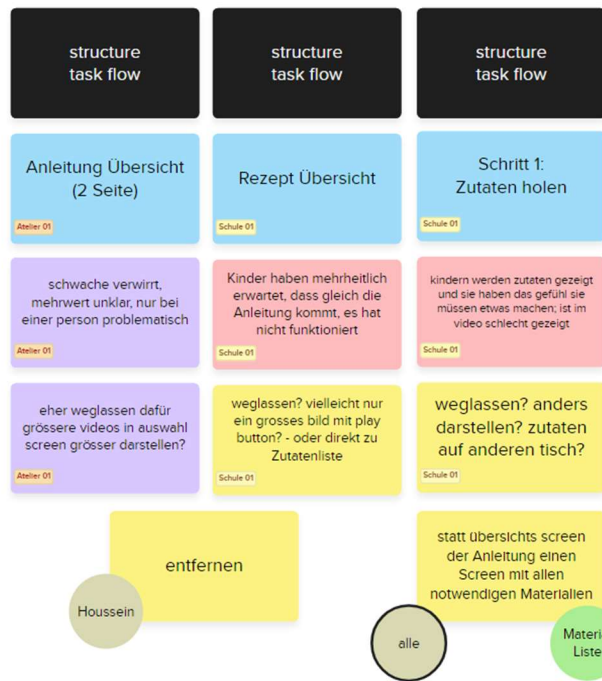 structure
task flow
structure
task flow
structure
task flow
Anleitung Übersicht
(2 Seite)
Atelier 01
Rezept Übersicht
Schule 01
Schritt 1:
Zutaten holen
Schule 01
schwache verwirrt,
mehrwert unklar, nur bei
einer person problematisch
Atelier 01
Kinder haben mehrheitlich
erwartet, dass gleich die
Anleitung kommt, es hat
nicht funktioniert
Schule 01
kindern werden zutaten gezeigt
und sie haben das gefühl sie
müssen etwas machen; ist im
video schlecht gezeigt
Schule 01
eher weglassen dafür
grössere videos in auswahl
screen grösser darstellen?
Atelier 01
weglassen? vielleicht nur
ein grosses bild mit play
button? - oder direkt zu
Zutatenliste
Schule 01
weglassen? anders
darstellen? zutaten
auf anderen tisch?
Schule 01
entfernen
Houssein
statt übersichts screen
der Anleitung einen
Screen mit allen
notwendigen Materialien
alle
Materi
Liste